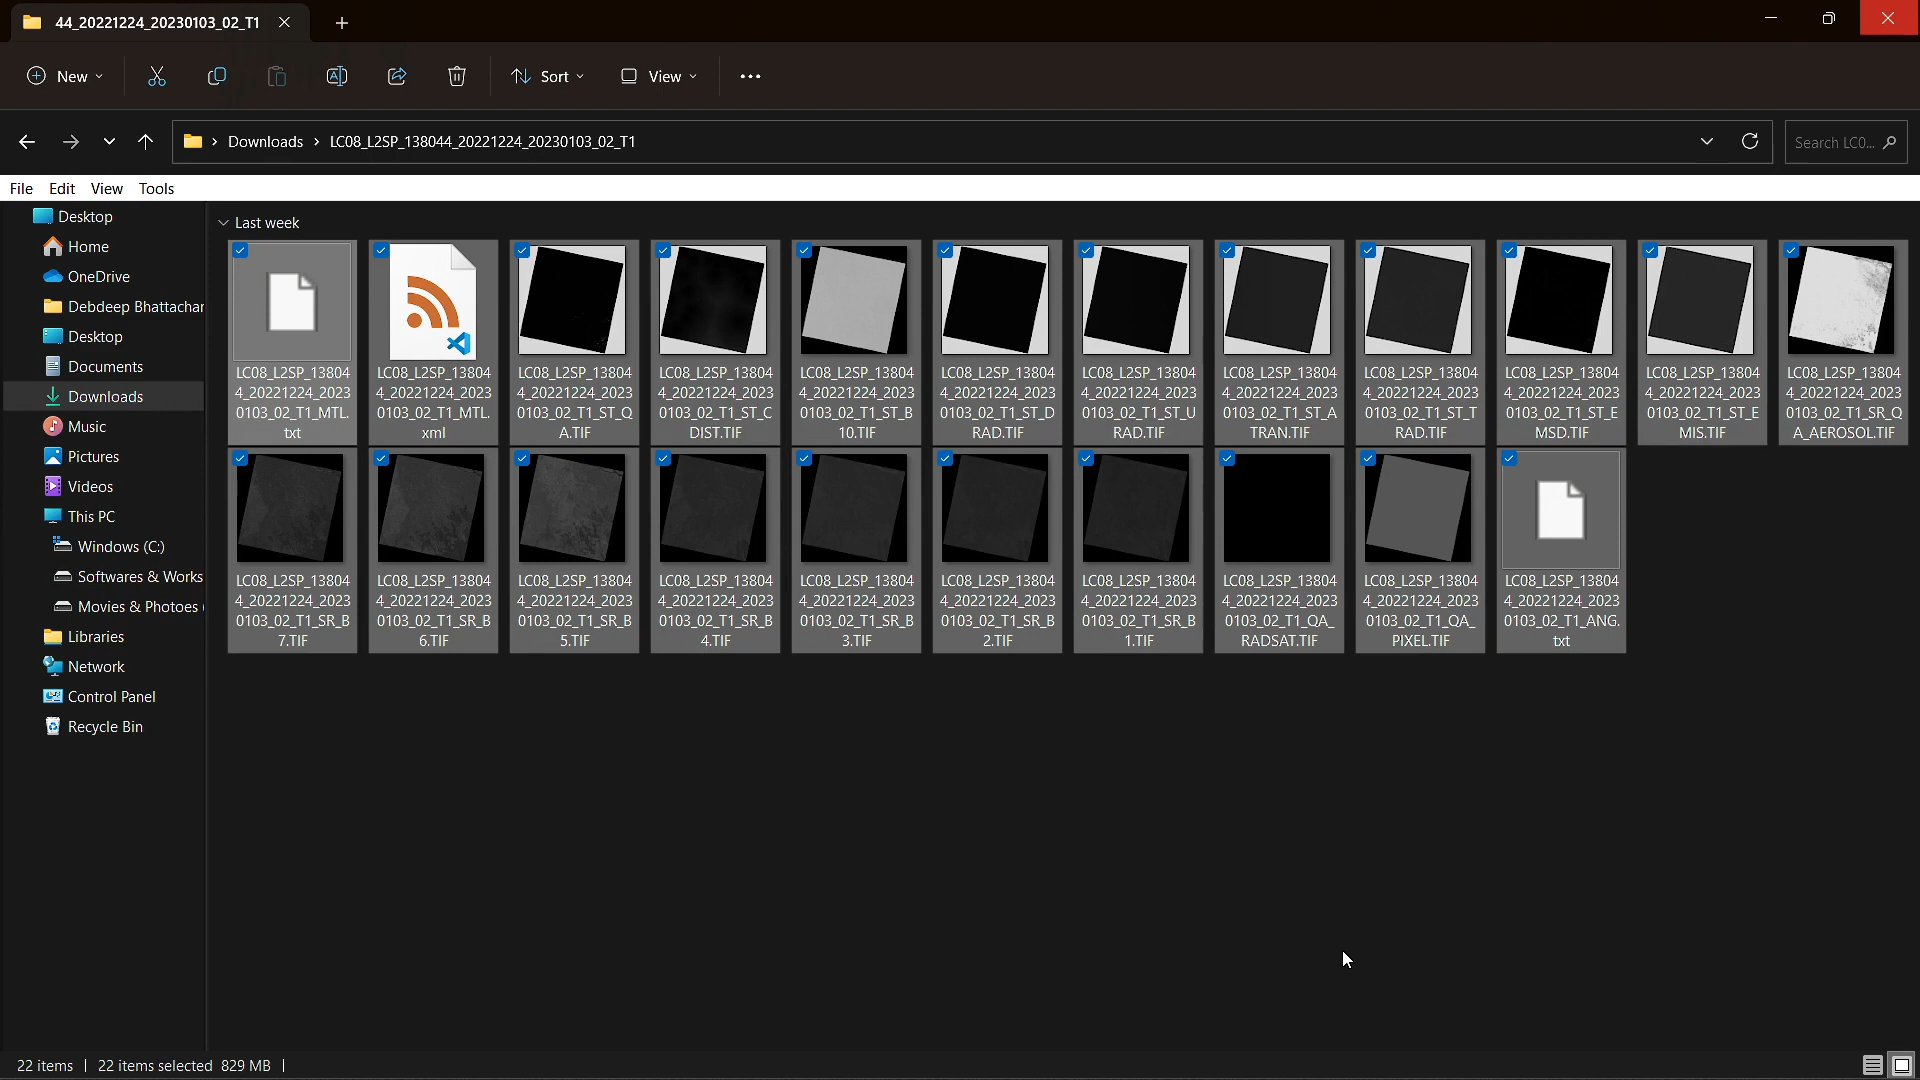 44_20221224_20230103_02_T1
New
Sort
View
Downloads
LC08_L2SP_138044_20221224_20230103_02_T1
Search LC0...
File Edit View Tools
Desktop
Home
OneDrive
Debdeep Bhattachar
Desktop
Documents
Downloads
Music
Pictures
Videos
This PC
Windows (C:)
Softwares & Works
Movies & Photoes (
Libraries
Network
Control Panel
Recycle Bin
Last week
LC08_L2SP_13804
4_20221224_2023
0103_02_T1_MTL.
txt
LC08_L2SP_13804
4_20221224_2023
0103_02_T1_MTL.
xml
LC08_L2SP_13804
4_20221224_2023
0103_02_T1_ST_Q
A.TIF
LC08_L2SP_13804
4_20221224_2023
0103_02_T1_ST_C
DIST.TIF
LC08_L2SP_13804
4_20221224_2023
0103_02_T1_ST_B
10.TIF
LC08_L2SP_13804
4_20221224_2023
0103_02_T1_ST_D
RAD.TIF
LC08_L2SP_13804
4_20221224_2023
0103_02_T1_ST_U
RAD.TIF
LC08_L2SP_13804
4_20221224_2023
0103_02_T1_ST_A
TRAN.TIF
LC08_L2SP_13804
4_20221224_2023
0103_02_T1_ST_T
RAD.TIF
LC08_L2SP_13804
4_20221224_2023
0103_02_T1_ST_E
MSD.TIF
LC08_L2SP_13804
4_20221224_2023
0103_02_T1_ST_E
MIS.TIF
LC08_L2SP_13804
4_20221224_2023
0103_02_T1_SR_Q
A_AEROSOL.TIF
LC08_L2SP_13804
4_20221224_2023
0103_02_T1_SR_B
7.TIF
LC08_L2SP_13804
4_20221224_2023
0103_02_T1_SR_B
6.TIF
LC08_L2SP_13804
4_20221224_2023
0103_02_T1_SR_B
5.TIF
LC08_L2SP_13804
4_20221224_2023
0103_02_T1_SR_B
4.TIF
LC08_L2SP_13804
4_20221224_2023
0103_02_T1_SR_B
3.TIF
LC08_L2SP_13804
4_20221224_2023
0103_02_T1_SR_B
2.TIF
LC08_L2SP_13804
4_20221224_2023
0103_02_T1_SR_B
1.TIF
LC08_L2SP_13804
4_20221224_2023
0103_02_T1_QA_
RADSAT.TIF
LC08_L2SP_13804
4_20221224_2023
0103_02_T1_QA_
PIXEL.TIF
LC08_L2SP_13804
4_20221224_2023
0103_02_T1_ANG.
txt
22 items | 22 items selected 829 MB |